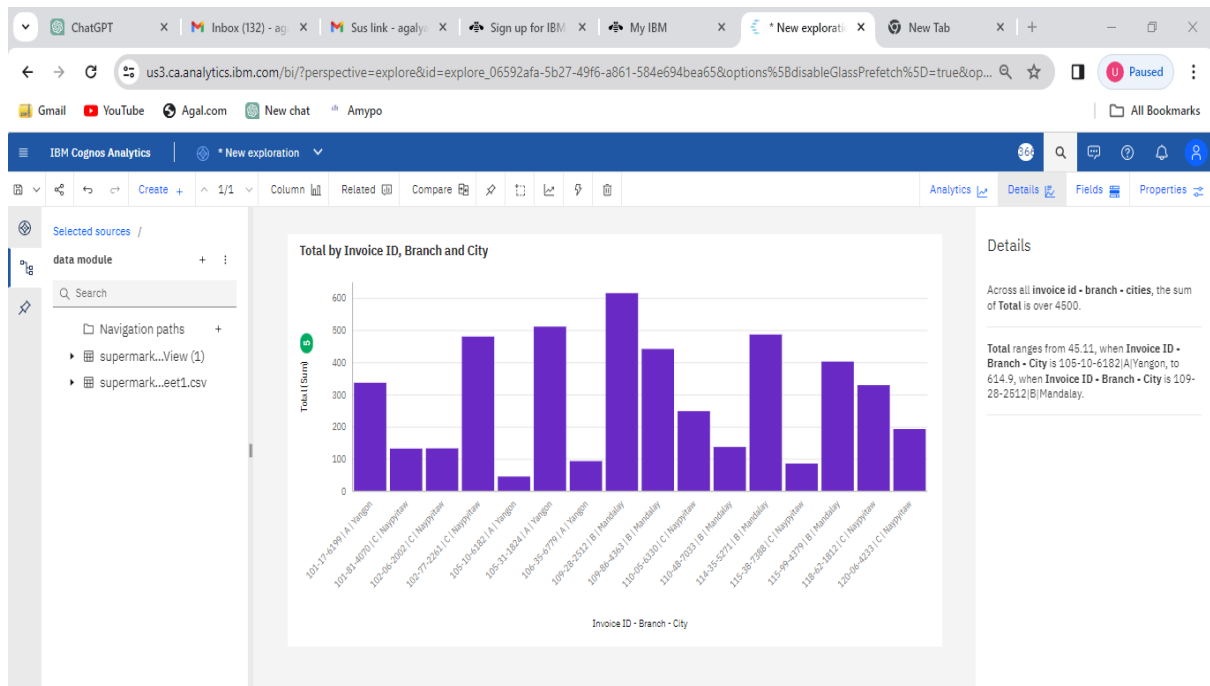 ChatGPT
Inbox (132) - ag
Sus link - agalya
Sign up for IBM
My IBM
* New explorati
New Tab
us3.ca.analytics.ibm.com/bi/?perspective=explore&id=explore_06592afa-5b27-49f6-a861-584e694bea65&options%5BdisableGlassPrefetch%5D=true&op...
U Paused
Gmail
YouTube
Agal.com
New chat
Amypo
All Bookmarks
IBM Cognos Analytics
* New exploration
366
Create +
1/1
Column
Related
Compare
Analytics
Details
Fields
Properties
Selected sources /
data module
Search
Navigation paths
supermark...View (1)
supermark...eet1.csv
Total by Invoice ID, Branch and City
Total (Sum)
5
600
500
400
300
200
100
0
101-17-6199 | A | Yangon
101-81-4070 | C | Naypyitaw
102-06-2002 | C | Naypyitaw
102-77-2261 | C | Naypyitaw
105-10-6182 | A | Yangon
105-31-1824 | A | Yangon
106-35-6779 | A | Yangon
109-28-2512 | B | Mandalay
109-86-4363 | B | Mandalay
110-05-6330 | C | Naypyitaw
110-48-7033 | B | Mandalay
114-35-5271 | B | Mandalay
115-38-7388 | C | Naypyitaw
115-99-4379 | B | Mandalay
118-62-1812 | C | Naypyitaw
120-06-4233 | C | Naypyitaw
Invoice ID - Branch - City
Details
Across all invoice id - branch - cities, the sum
of Total is over 4500.
Total ranges from 45.11, when Invoice ID -
Branch - City is 105-10-6182|A|Yangon, to
614.9, when Invoice ID - Branch - City is 109-
28-2512|B|Mandalay.